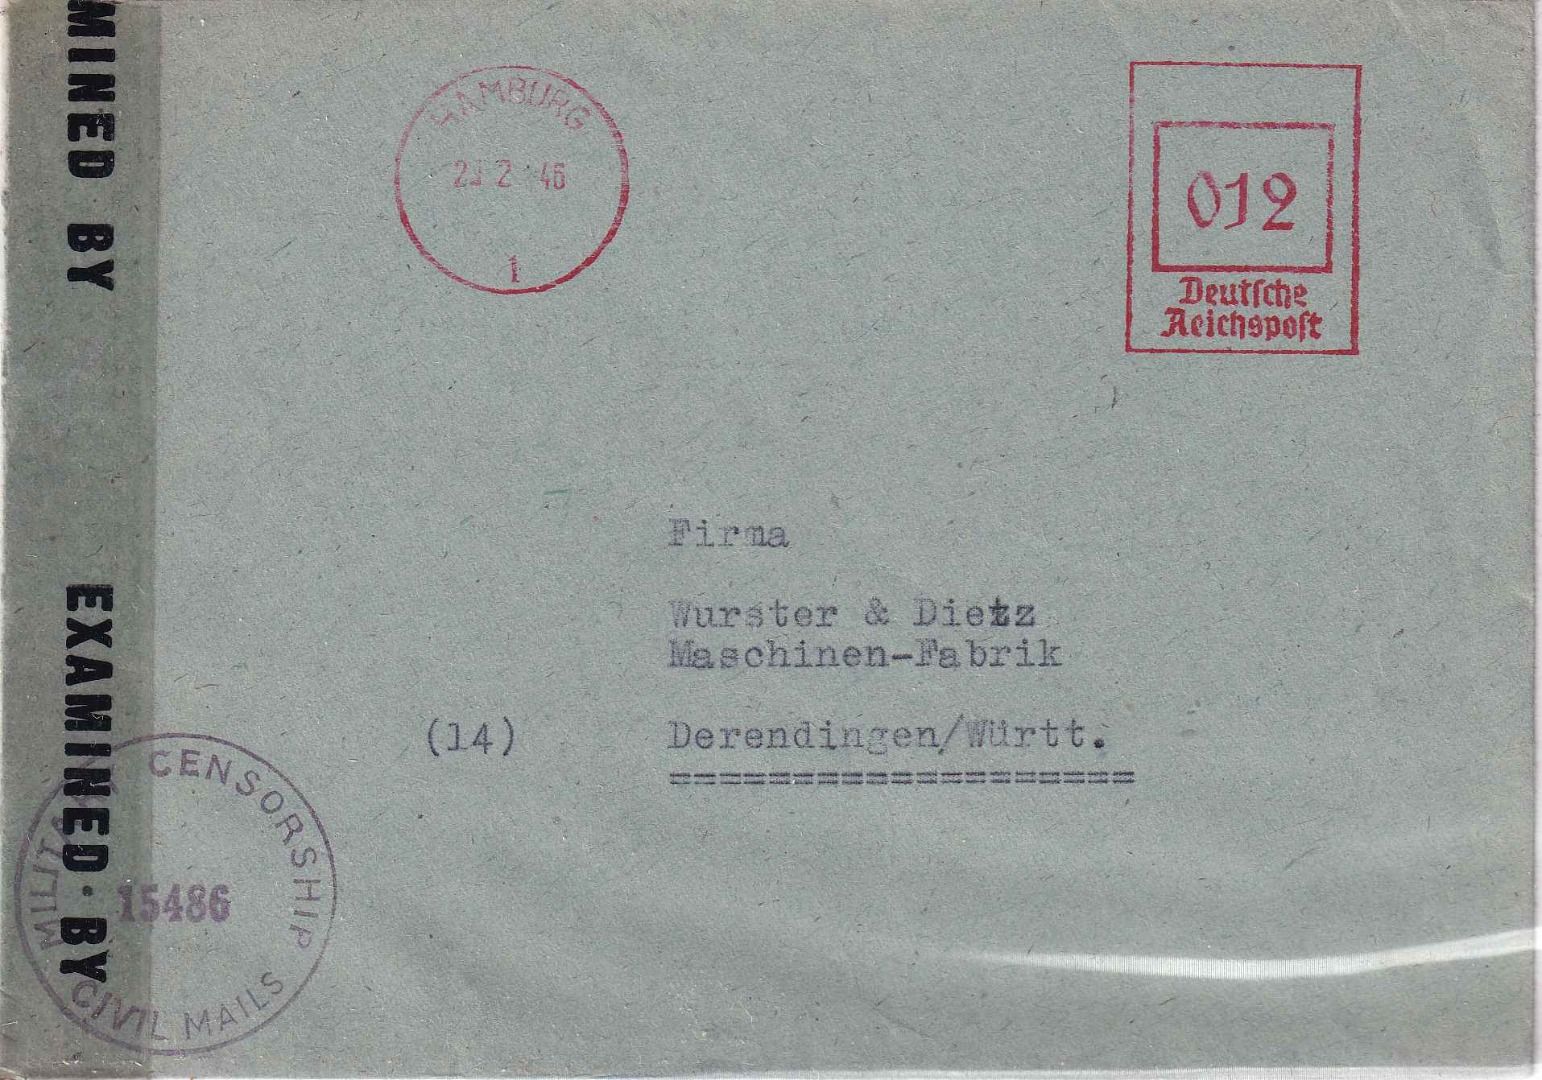 MINED BY
EXAMINED BY
HAMBURG
2 46
1
012
Deutsche
Reichspost
Firma
Wurster & Dietz
Maschinen-Fabrik
(14) Derendingen/Württ.
====================
CENSORSHIP
15486
CIVIL MAILS